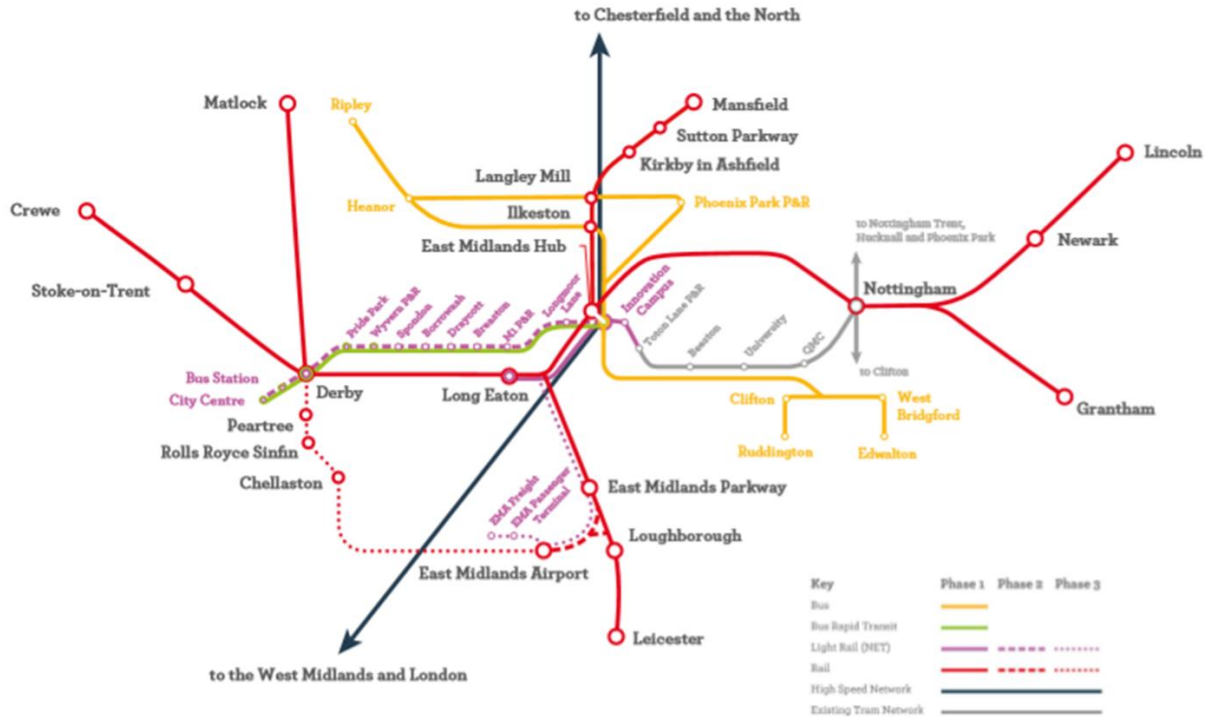 to Chesterfield and the North
Matlock
Ripley
Mansfield
Sutton Parkway
Kirkby in Ashfield
Lincoln
Langley Mill
Crewe
Heanor
Phoenix Park P&R
Ilkeston
to Nottingham Trent,
Hucknall and Phoenix Park
Newark
East Midlands Hub
Stoke-on-Trent
Nottingham
Pride Park
Wyvern P&R
Spondon
Borrowash
Draycott
Breaston
M1 P&R
Longmoor
Lane
Innovation
Campus
Toton Lane P&R
Beeston
University
QMC
to Clifton
Bus Station
City Centre
Derby
Long Eaton
Clifton
West
Bridgford
Grantham
Peartree
Rolls Royce Sinfin
Ruddington
Edwalton
Chellaston
EMA Freight
EMA Passenger
Terminal
East Midlands Parkway
Loughborough
East Midlands Airport
Leicester
to the West Midlands and London
Key Phase 1 Phase 2 Phase 3
Bus
Bus Rapid Transit
Light Rail (NET)
Rail
High Speed Network
Existing Tram Network